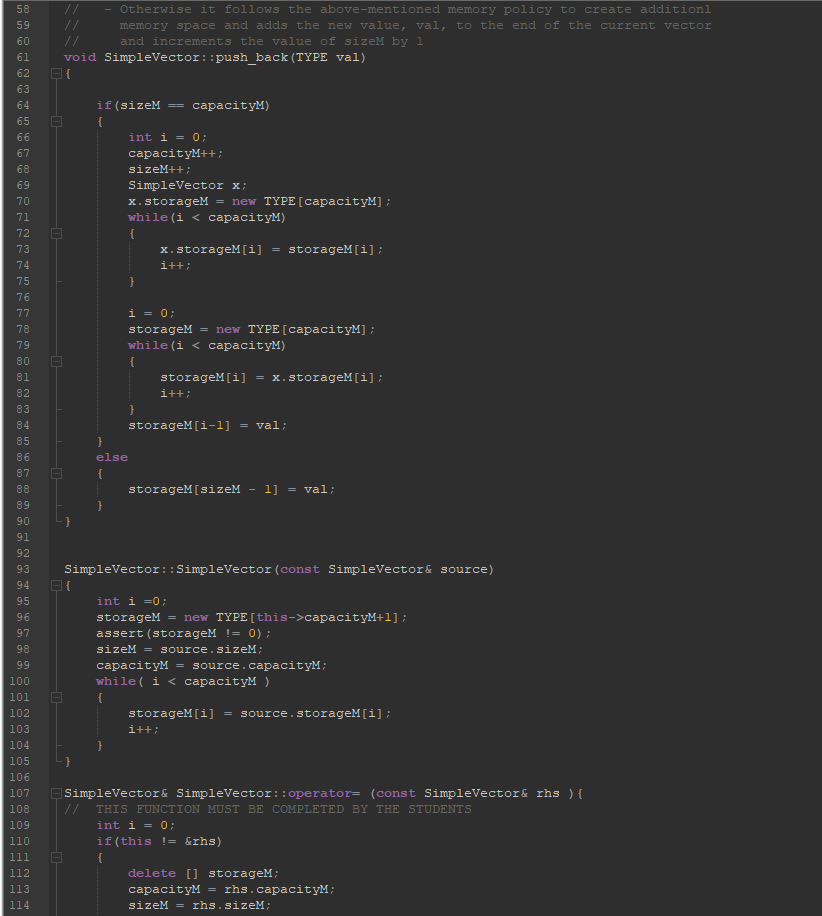 58 //   - Otherwise it follows the above-mentioned memory policy to create additionl
59 //     memory space and adds the new value, val, to the end of the current vector
60 //     and increments the value of sizeM by 1
61 void SimpleVector::push_back(TYPE val)
62 {
63
64     if(sizeM == capacityM)
65     {
66         int i = 0;
67         capacityM++;
68         sizeM++;
69         SimpleVector x;
70         x.storageM = new TYPE[capacityM];
71         while(i < capacityM)
72         {
73             x.storageM[i] = storageM[i];
74             i++;
75         }
76
77         i = 0;
78         storageM = new TYPE[capacityM];
79         while(i < capacityM)
80         {
81             storageM[i] = x.storageM[i];
82             i++;
83         }
84         storageM[i-1] = val;
85     }
86     else
87     {
88         storageM[sizeM - 1] = val;
89     }
90 }
91
92
93 SimpleVector::SimpleVector(const SimpleVector& source)
94 {
95     int i =0;
96     storageM = new TYPE[this->capacityM+1];
97     assert(storageM != 0);
98     sizeM = source.sizeM;
99     capacityM = source.capacityM;
100     while( i < capacityM )
101     {
102         storageM[i] = source.storageM[i];
103         i++;
104     }
105 }
106
107 SimpleVector& SimpleVector::operator= (const SimpleVector& rhs ){
108 //  THIS FUNCTION MUST BE COMPLETED BY THE STUDENTS
109     int i = 0;
110     if(this != &rhs)
111     {
112         delete [] storageM;
113         capacityM = rhs.capacityM;
114         sizeM = rhs.sizeM;